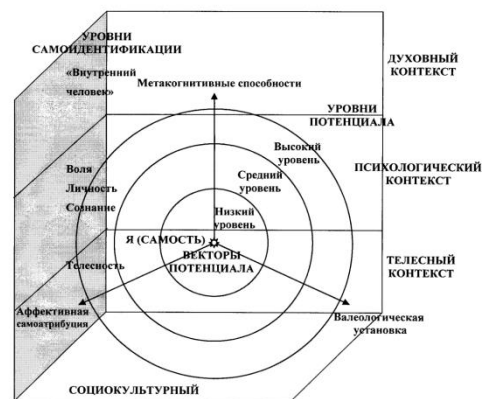 УРОВНИ
САМОИДЕНТИФИКАЦИИ
«Внутренний
человек»
Метакогнитивные способности
ДУХОВНЫЙ
КОНТЕКСТ
УРОВНИ
ПОТЕНЦИАЛА
Высокий
уровень
Средний
уровень
ПСИХОЛОГИЧЕСКИЙ
КОНТЕКСТ
Воля
Личность
Сознание
Низкий
уровень
Я (САМОСТЬ)
ВЕКТОРЫ
ПОТЕНЦИАЛА
Телесность
ТЕЛЕСНЫЙ
КОНТЕКСТ
Аффективная
самоатрибуция
Валеологическая
установка
СОЦИОКУЛЬТУРНЫЙ